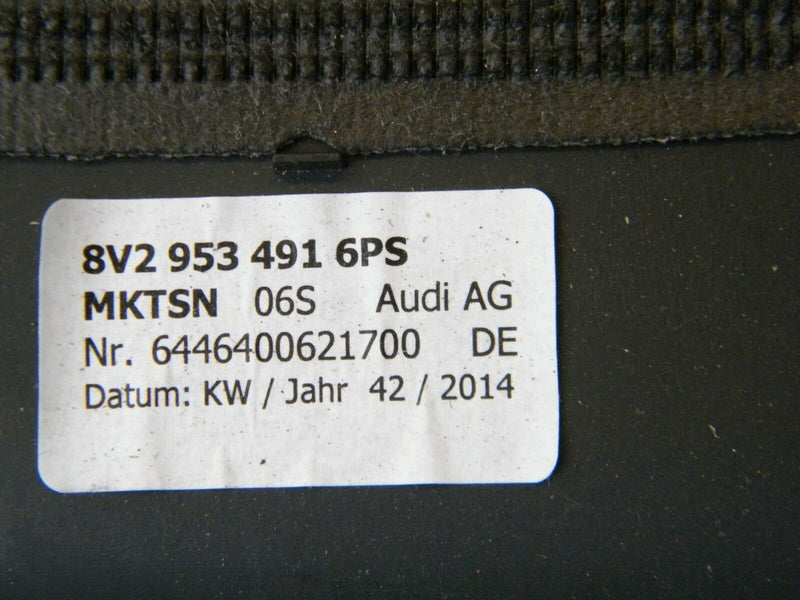 8V2 953 491 6PS
MKTSN 06S Audi AG
Nr. 6446400621700 DE
Datum: KW / Jahr 42 / 2014